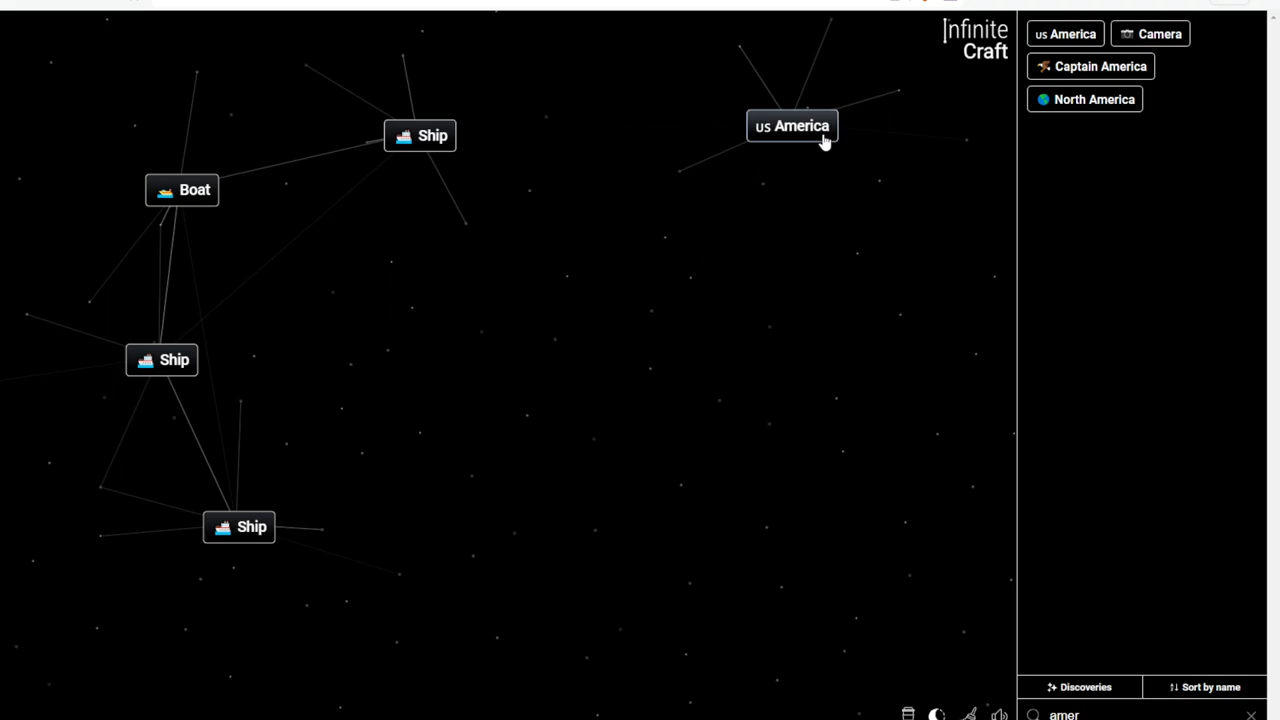 Infinite
Craft
US America
Camera
Captain America
North America
US America
Ship
Boat
Ship
Ship
Discoveries
Sort by name
amer